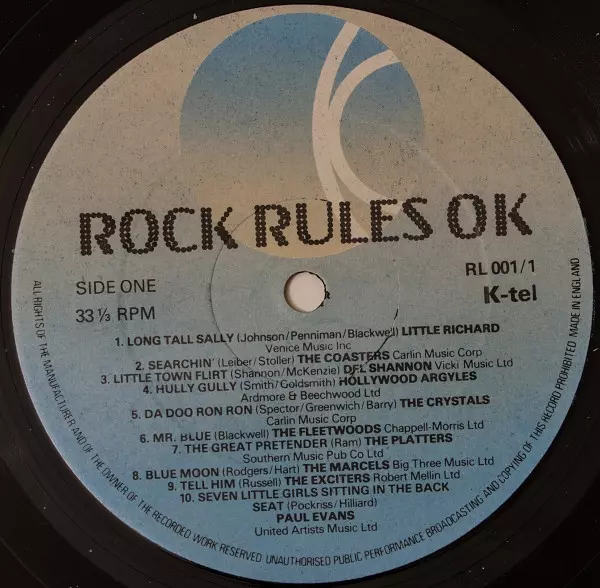 ROCK RULES OK
SIDE ONE
RL 001/1
33 ⅓ RPM
K-tel
1. LONG TALL SALLY (Johnson/Penniman/Blackwell) LITTLE RICHARD
Venice Music Inc
2. SEARCHIN' (Leiber/Stoller) THE COASTERS Carlin Music Corp
3. LITTLE TOWN FLIRT (Shannon/McKenzie) DEL SHANNON Vicki Music Ltd
4. HULLY GULLY (Smith/Goldsmith) HOLLYWOOD ARGYLES
Ardmore & Beechwood Ltd
5. DA DOO RON RON (Spector/Greenwich/Barry) THE CRYSTALS
Carlin Music Corp
6. MR. BLUE (Blackwell) THE FLEETWOODS Chappell-Morris Ltd
7. THE GREAT PRETENDER (Ram) THE PLATTERS
Southern Music Pub Co Ltd
8. BLUE MOON (Rodgers/Hart) THE MARCELS Big Three Music Ltd
9. TELL HIM (Russell) THE EXCITERS Robert Mellin Ltd
10. SEVEN LITTLE GIRLS SITTING IN THE BACK
SEAT (Pockriss/Hilliard)
PAUL EVANS
United Artists Music Ltd
ALL RIGHTS OF THE MANUFACTURER AND OF THE OWNER OF THE RECORDED WORK RESERVED. UNAUTHORISED PUBLIC PERFORMANCE BROADCASTING AND COPYING OF THIS RECORD PROHIBITED. MADE IN ENGLAND